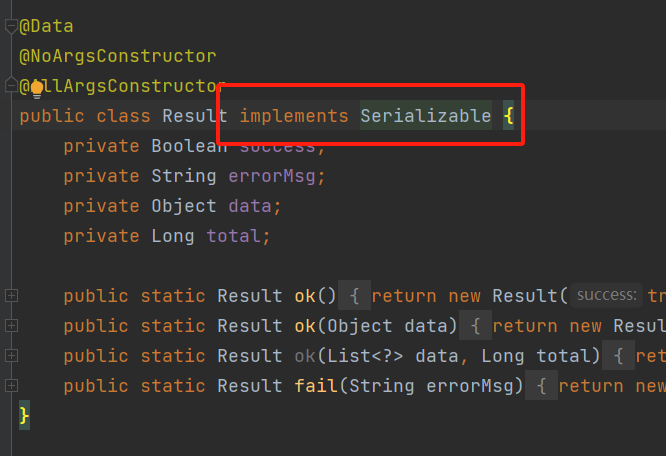 @Data
@NoArgsConstructor
@AllArgsConstructor
public class Result implements Serializable {
private Boolean success;
private String errorMsg;
private Object data;
private Long total;
public static Result ok() { return new Result( success: tr
public static Result ok(Object data) { return new Resul
public static Result ok(List<?> data, Long total) { ret
public static Result fail(String errorMsg) { return new
}